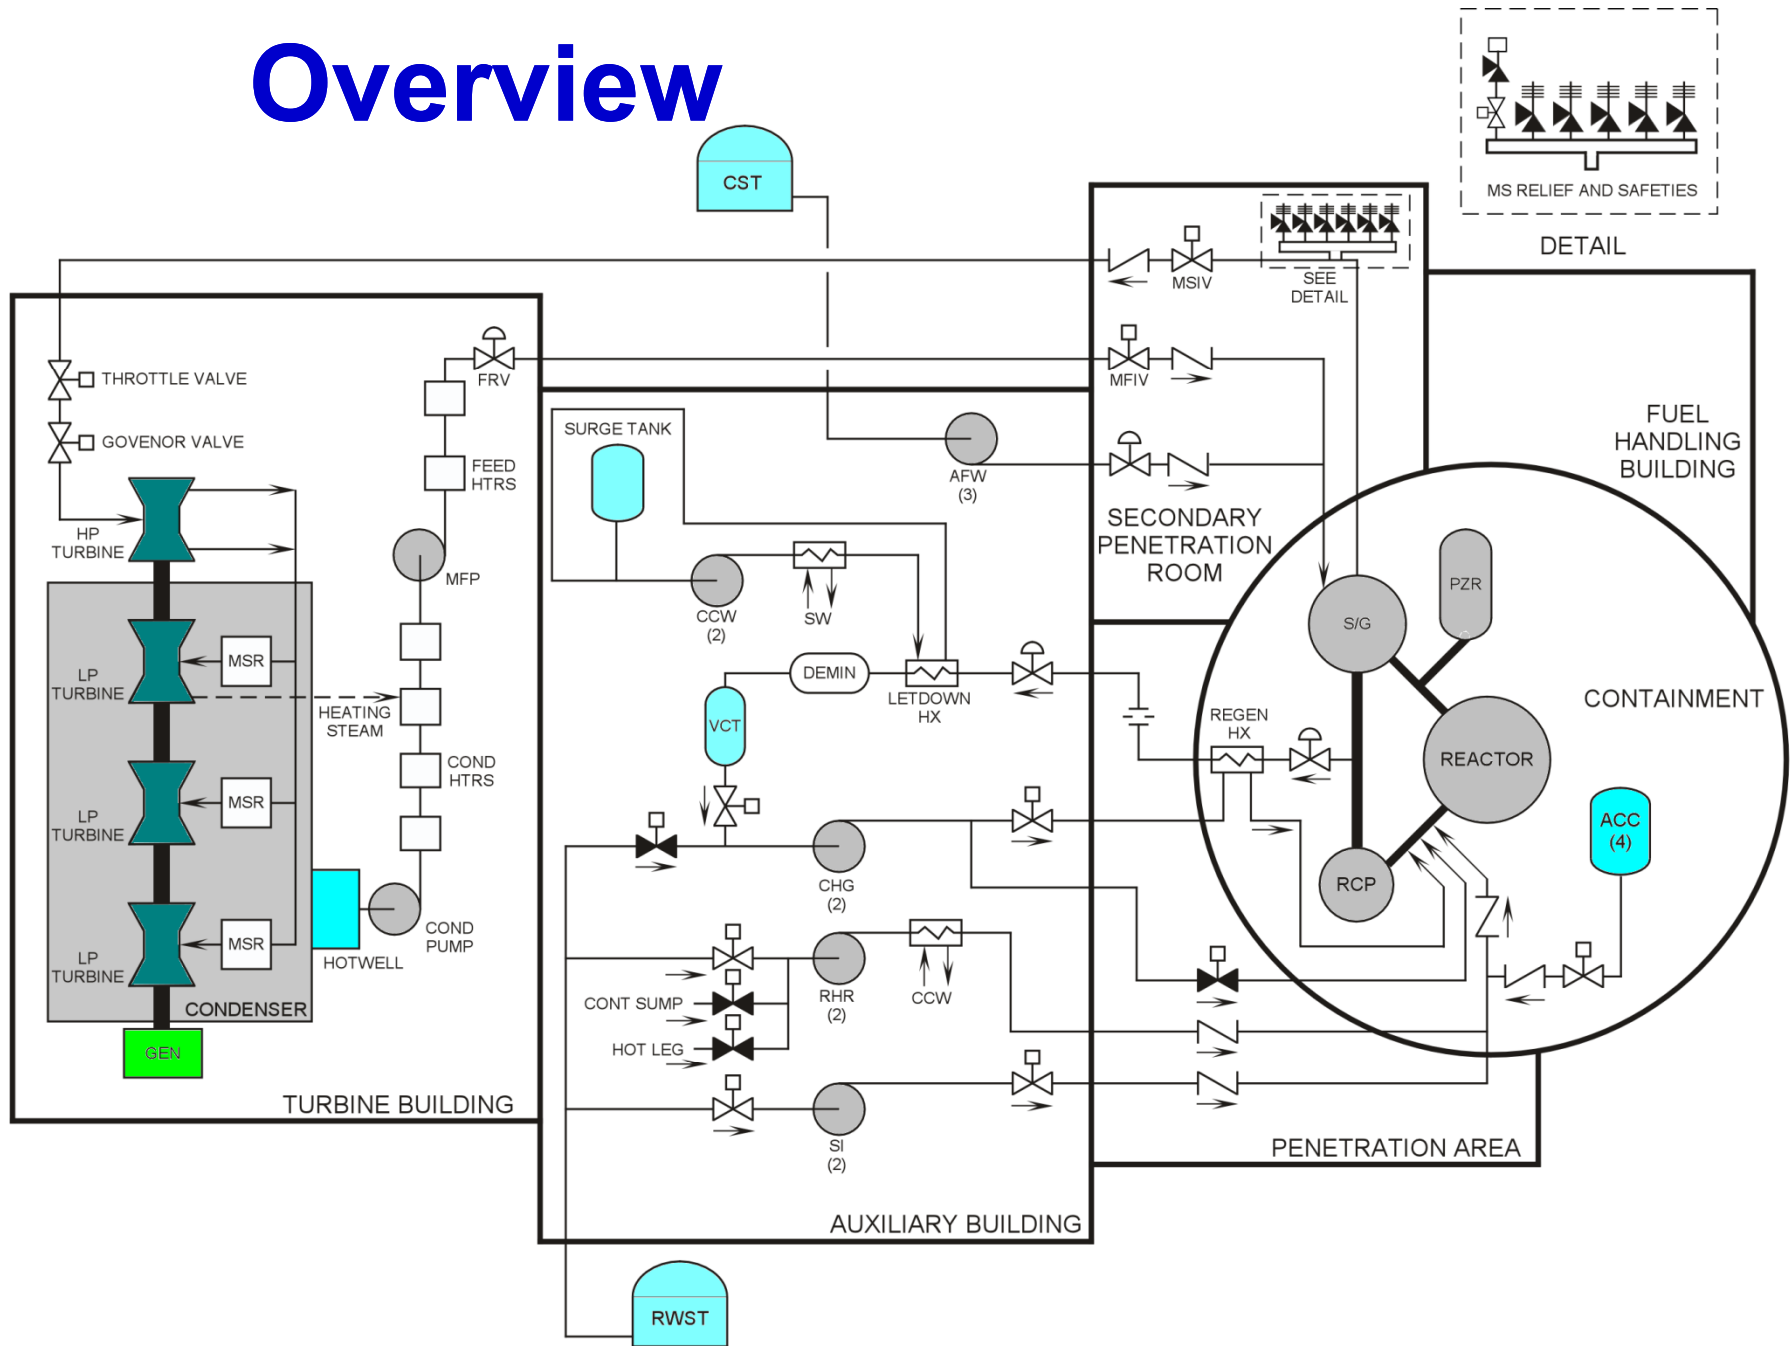 Overview
CST
MS RELIEF AND SAFETIES
DETAIL
MSIV
SEE
DETAIL
THROTTLE VALVE
FRV
MFIV
GOVENOR VALVE
SURGE TANK
FEED
HTRS
AFW
(3)
FUEL
HANDLING
BUILDING
HP
TURBINE
MFP
SECONDARY
PENETRATION
ROOM
CCW
(2)
SW
S/G
PZR
LP
TURBINE
MSR
HEATING
STEAM
DEMIN
LETDOWN
HX
VCT
REGEN
HX
CONTAINMENT
REACTOR
COND
HTRS
LP
TURBINE
MSR
ACC
(4)
CHG
(2)
RCP
COND
PUMP
LP
TURBINE
MSR
HOTWELL
CONDENSER
RHR
(2)
CCW
CONT SUMP
HOT LEG
GEN
TURBINE BUILDING
SI
(2)
PENETRATION AREA
AUXILIARY BUILDING
RWST